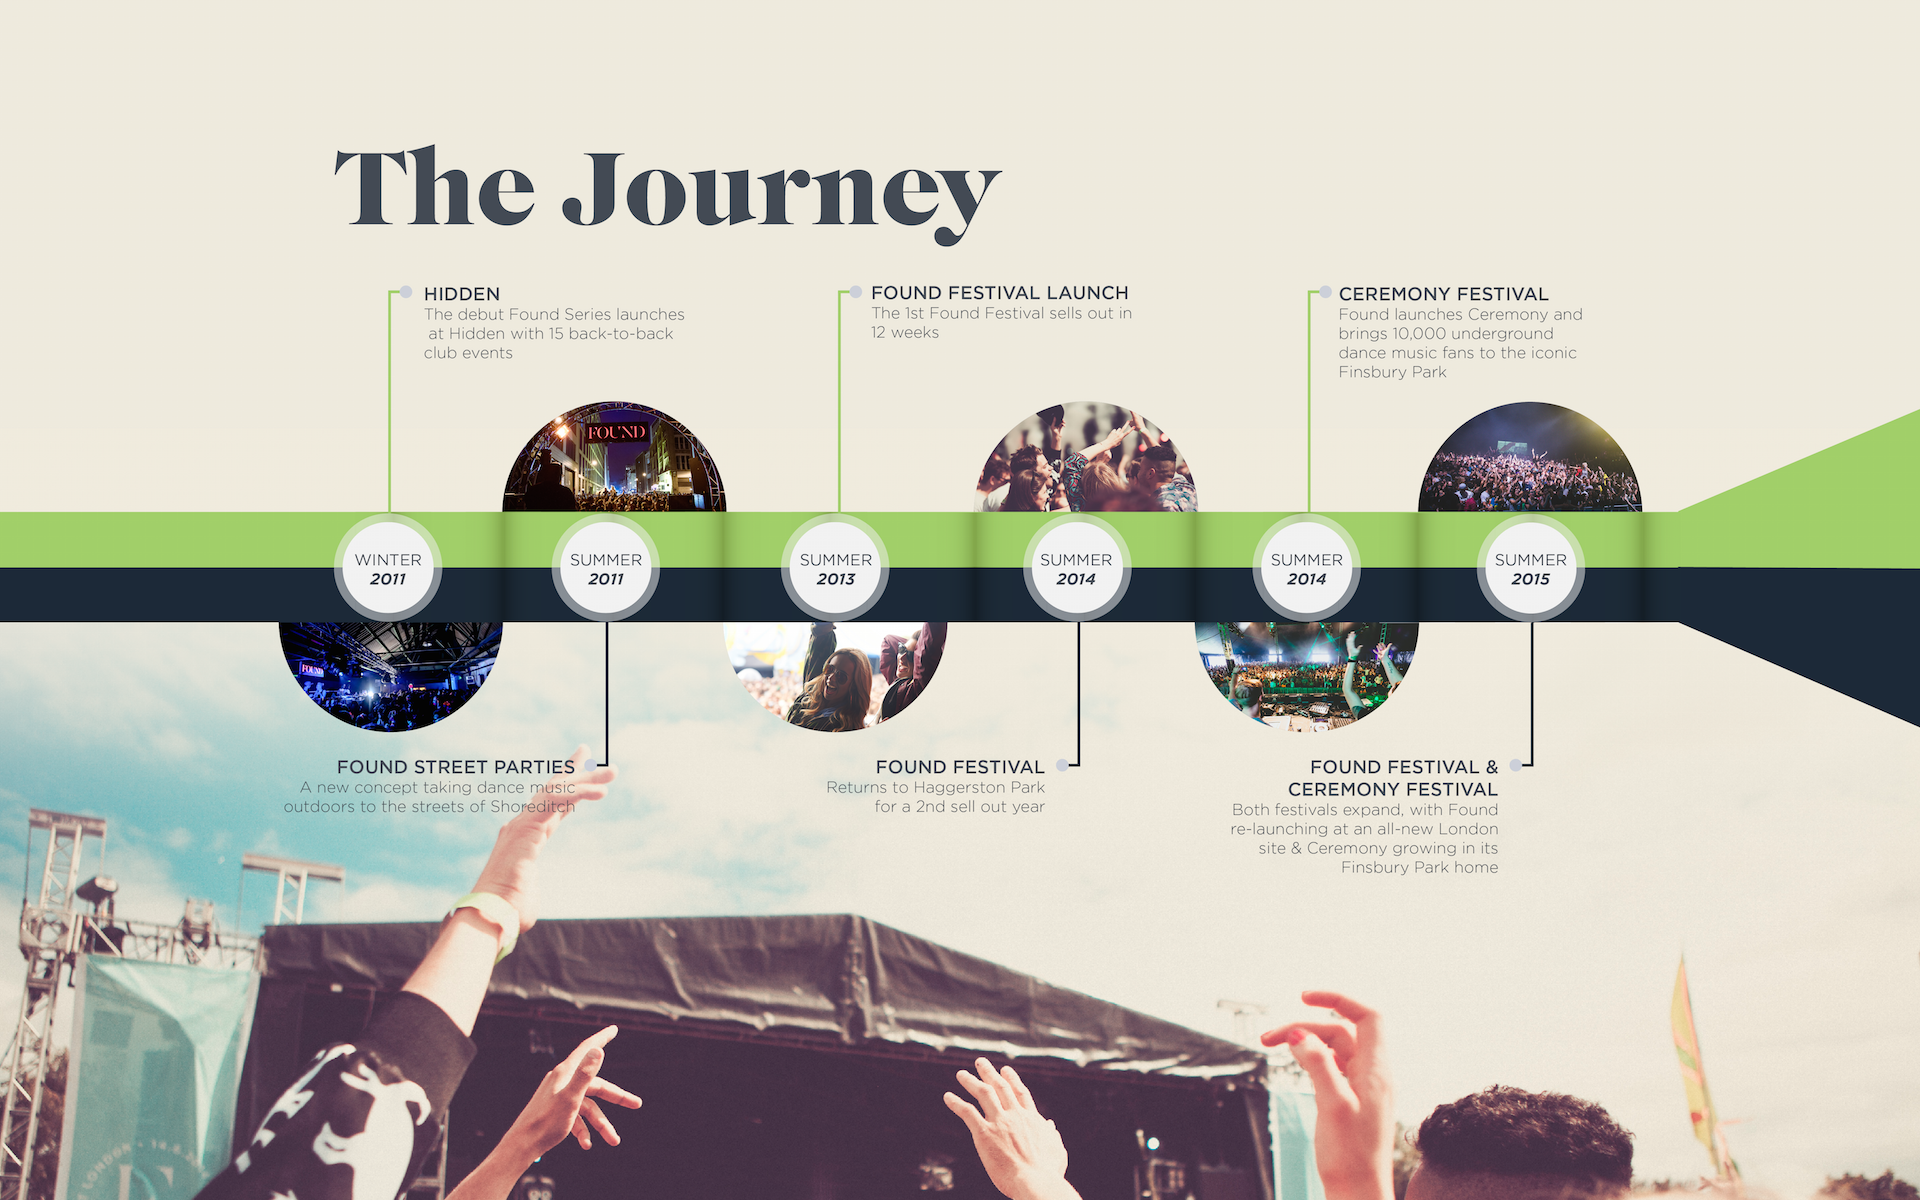 The Journey
HIDDEN
The debut Found Series launches
at Hidden with 15 back-to-back
club events
FOUND FESTIVAL LAUNCH
The 1st Found Festival sells out in
12 weeks
CEREMONY FESTIVAL
Found launches Ceremony and
brings 10,000 underground
dance music fans to the iconic
Finsbury Park
FOUND
WINTER
2011
SUMMER
2011
SUMMER
2013
SUMMER
2014
SUMMER
2014
SUMMER
2015
FOUND
FOUND STREET PARTIES
A new concept taking dance music
outdoors to the streets of Shoreditch
FOUND FESTIVAL
Returns to Haggerston Park
for a 2nd sell out year
FOUND FESTIVAL &
CEREMONY FESTIVAL
Both festivals expand, with Found
re-launching at an all-new London
site & Ceremony growing in its
Finsbury Park home
LONDON